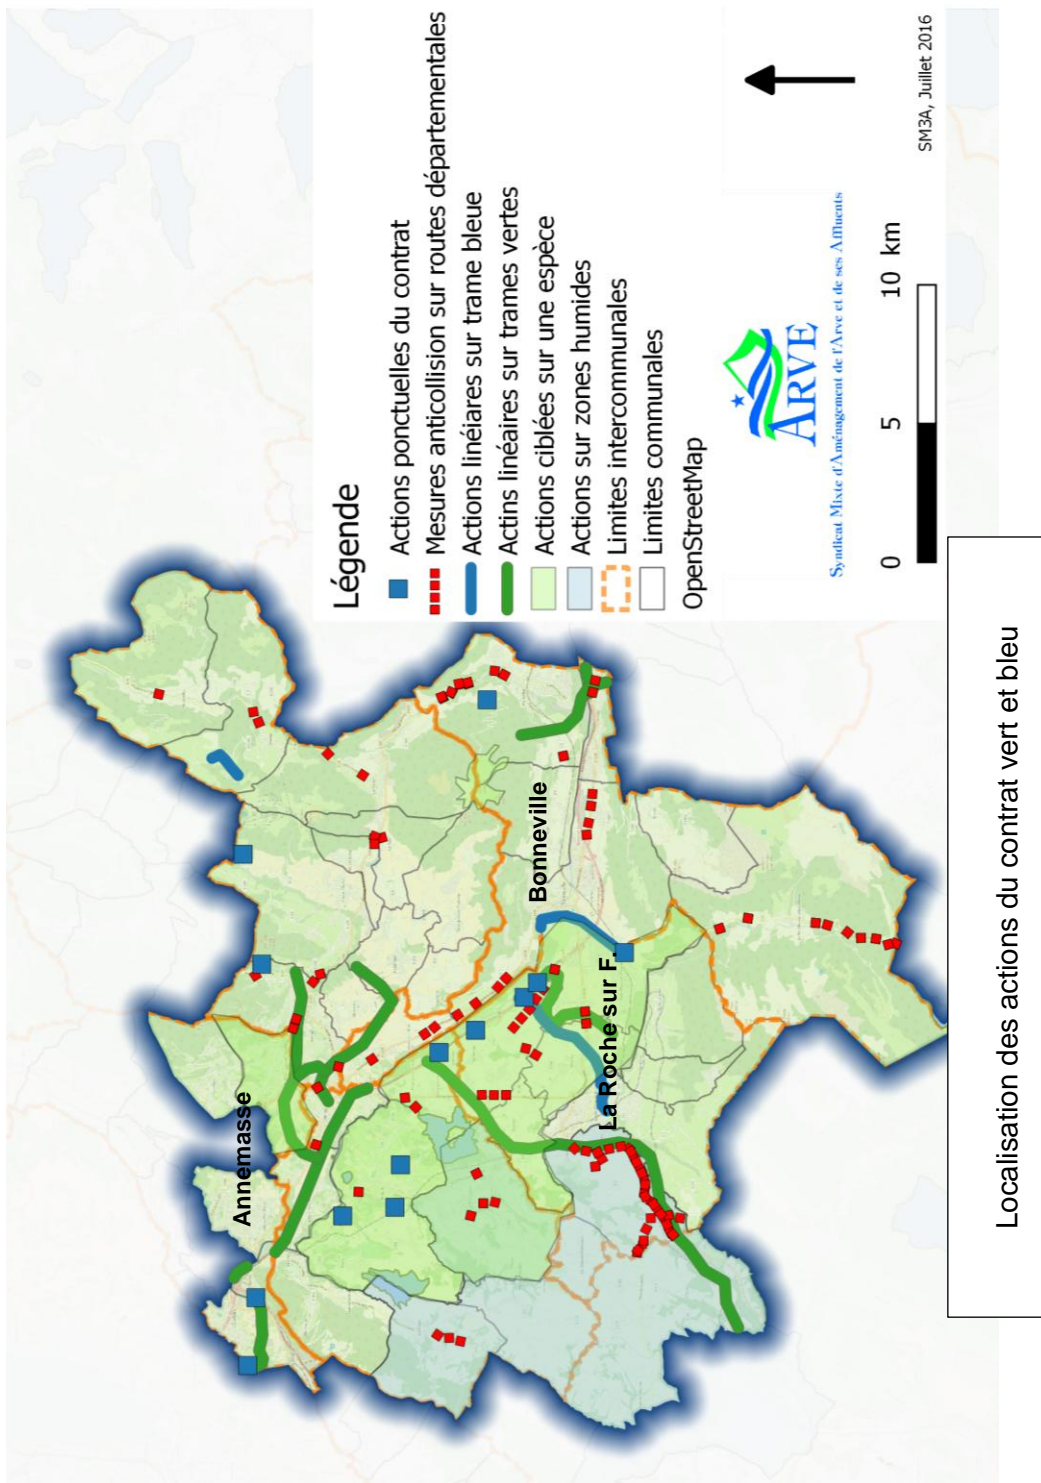 Annemasse
Bonneville
La Roche sur F.
Légende
Actions ponctuelles du contrat
Mesures anticollision sur routes départementales
Actions linéiares sur trame bleue
Actins linéaires sur trames vertes
Actions ciblées sur une espèce
Actions sur zones humides
Limites intercommunales
Limites communales
OpenStreetMap
ARVE
Syndicat Mixte d'Aménagement de l'Arve et de ses Affluents
0 5 10 km
SM3A, Juillet 2016
Localisation des actions du contrat vert et bleu